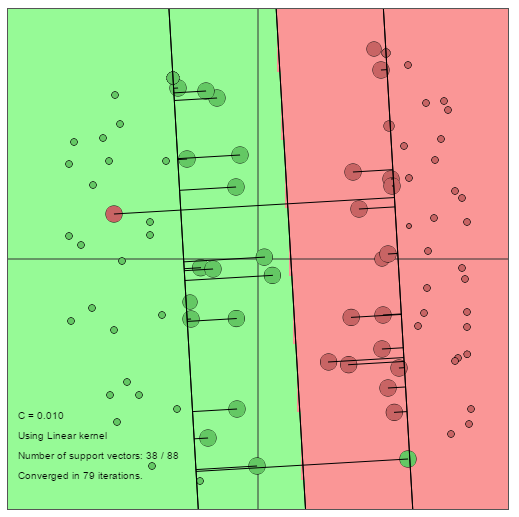 C = 0.010
Using Linear kernel
Number of support vectors: 38 / 88
Converged in 79 iterations.